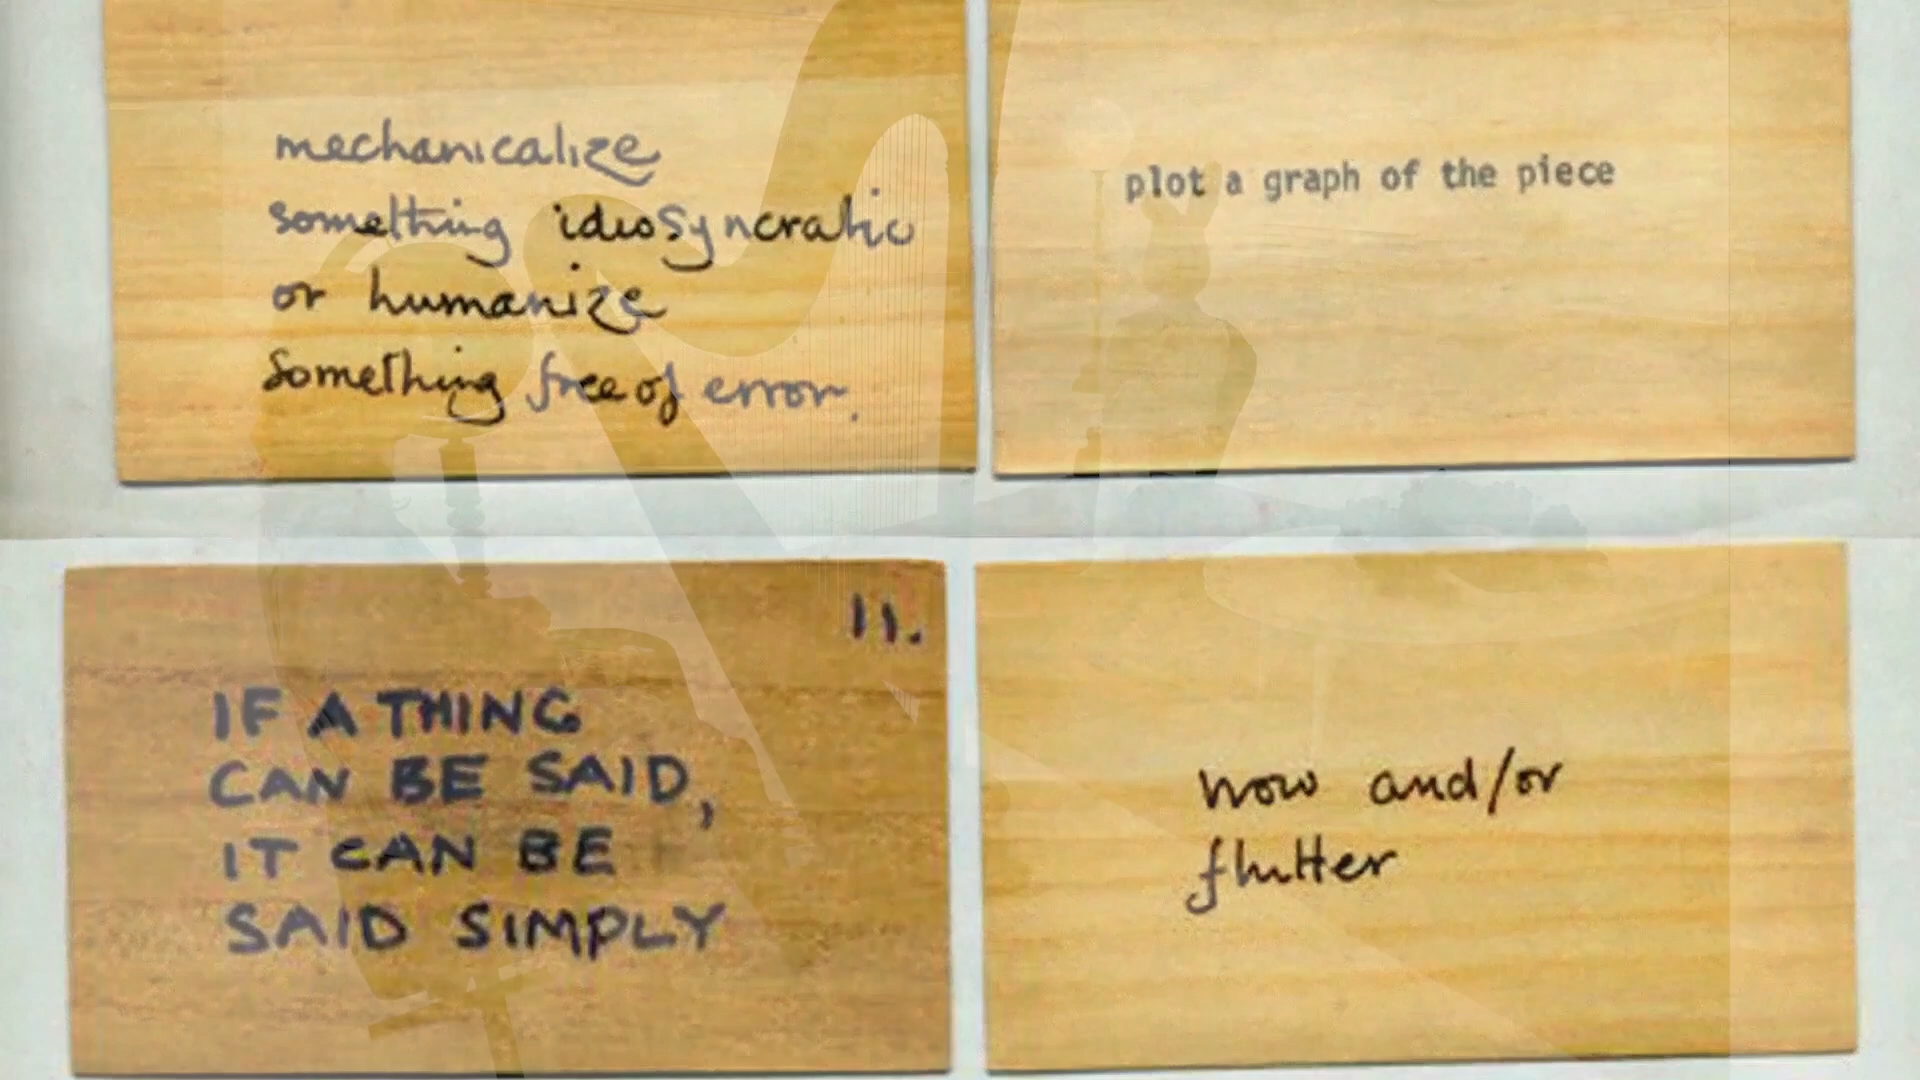 mechanicalize
something idiosyncratic
or humanize
something free of error.
plot a graph of the piece
11.
IF A THING
CAN BE SAID,
IT CAN BE
SAID SIMPLY
now and/or
flutter